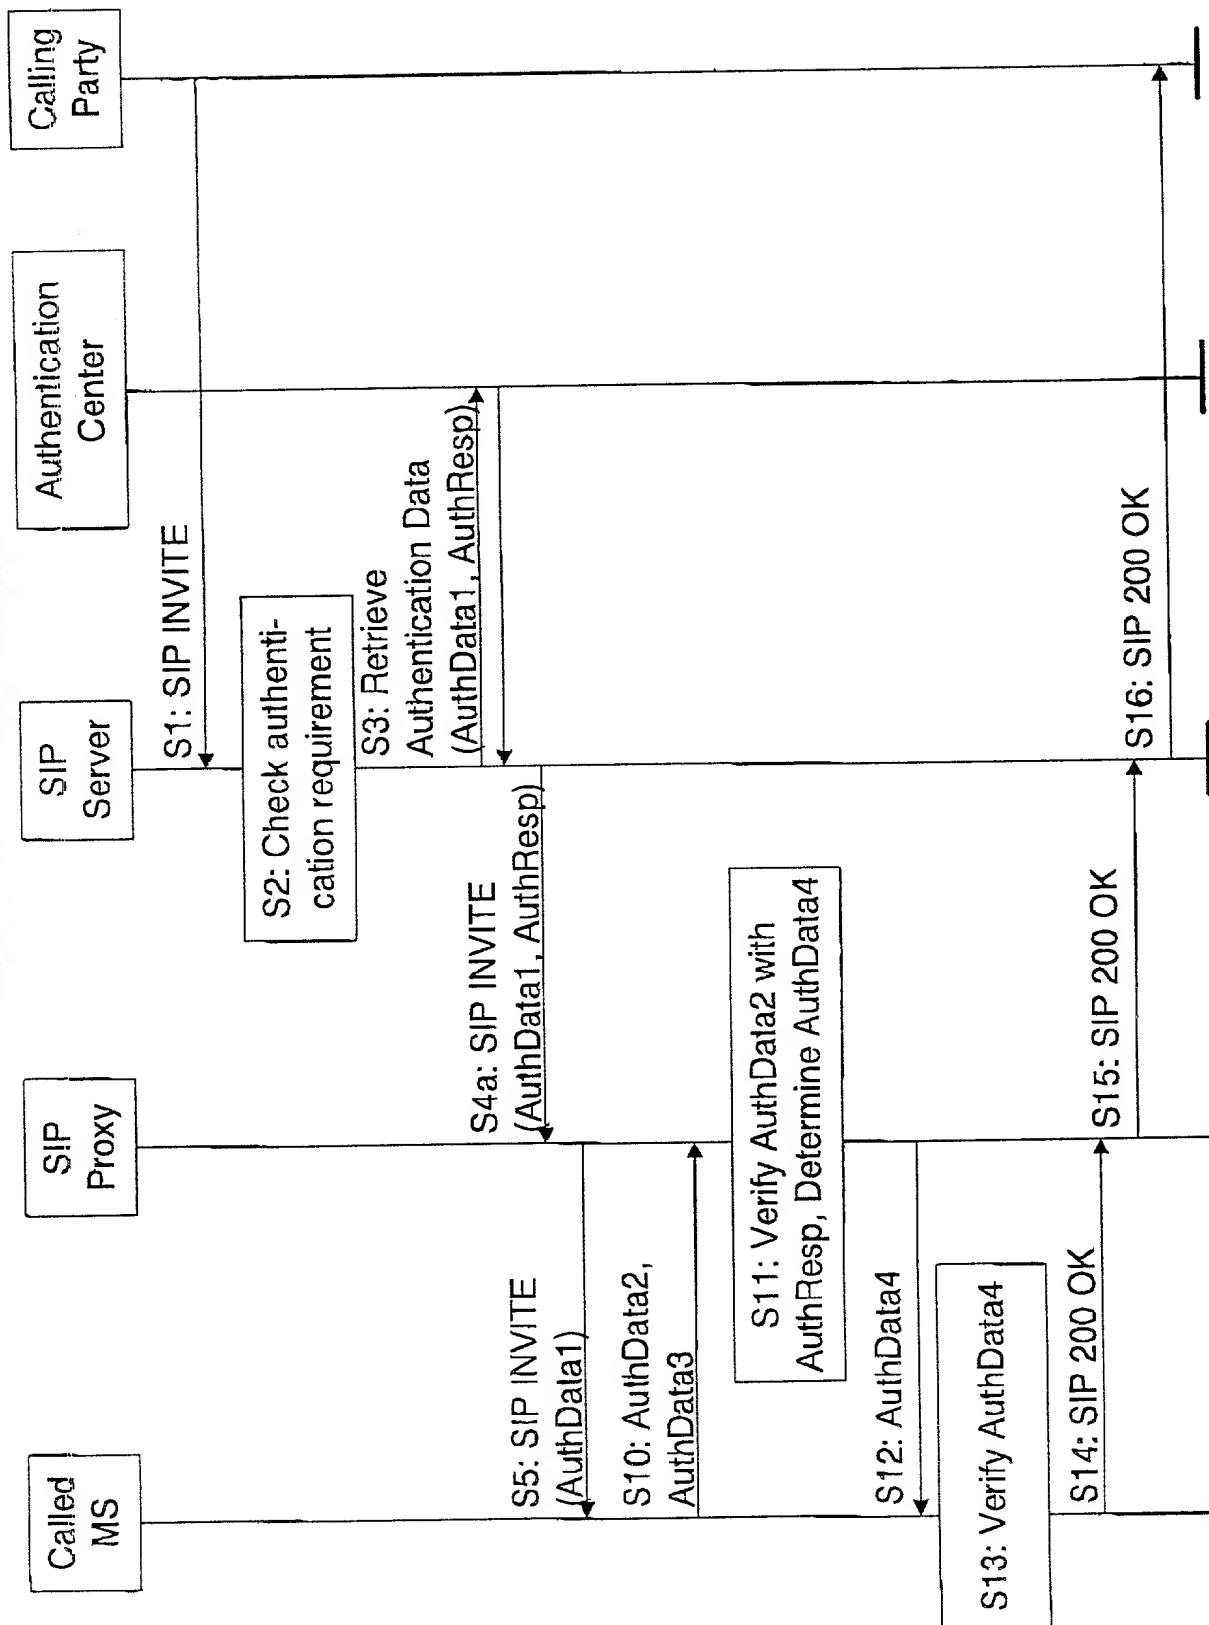 Called
MS
SIP
Proxy
SIP
Server
Authentication
Center
Calling
Party
S1: SIP INVITE
S2: Check authenti-
cation requirement
S3: Retrieve
Authentication Data
(AuthData1, AuthResp)
S4a: SIP INVITE
(AuthData1, AuthResp)
S5: SIP INVITE
(AuthData1)
S10: AuthData2,
AuthData3
S11: Verify AuthData2 with
AuthResp, Determine AuthData4
S12: AuthData4
S13: Verify AuthData4
S14: SIP 200 OK
S15: SIP 200 OK
S16: SIP 200 OK